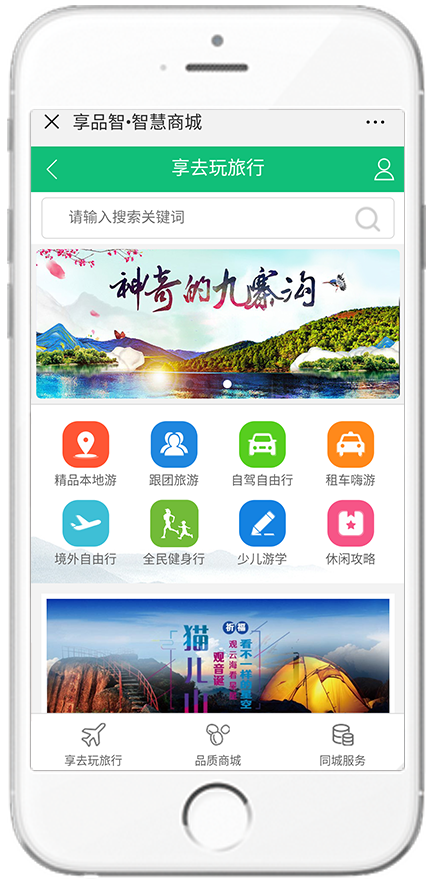 享品智•智慧商城
享去玩旅行
请输入搜索关键词
神奇的九寨沟
精品本地游 跟团旅游 自驾自由行 租车嗨游
境外自由行 全民健身行 少儿游学 休闲攻略
猫儿山
观音诞
祈福
观云海看星辰
看不一样的星空
享去玩旅行 品质商城 同城服务